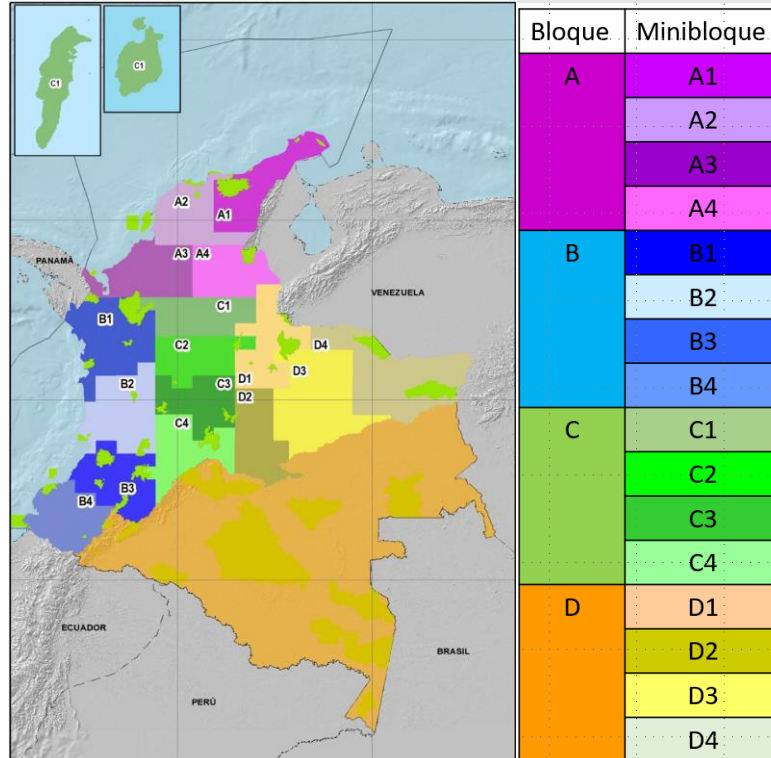 C1
C1
A2
A1
A3 A4
PANAMÁ
VENEZUELA
C1
B1
C2
D4
D3
B2
C3 D1
D2
C4
B4 B3
ECUADOR
BRASIL
PERÚ
Bloque Minibloque
A A1
A2
A3
A4
B B1
B2
B3
B4
C C1
C2
C3
C4
D D1
D2
D3
D4